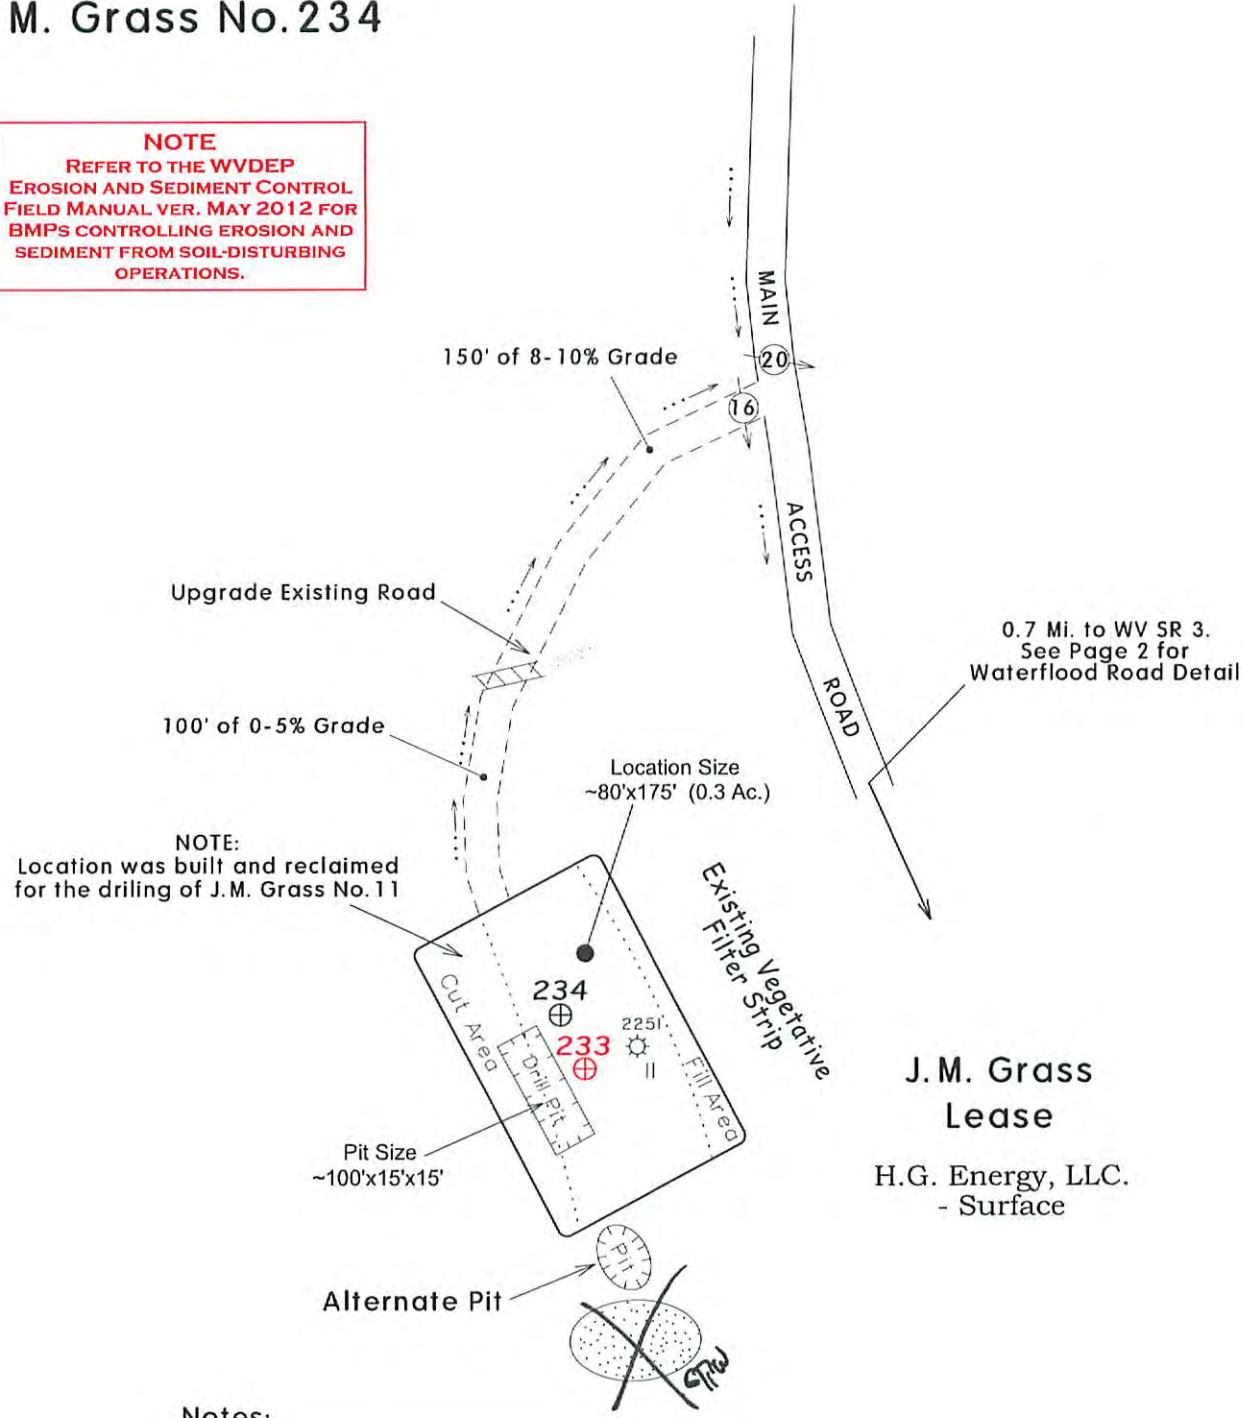 M. Grass No.234
NOTE
REFER TO THE WVDEP
EROSION AND SEDIMENT CONTROL
FIELD MANUAL VER. MAY 2012 FOR
BMPS CONTROLLING EROSION AND
SEDIMENT FROM SOIL-DISTURBING
OPERATIONS.
MAIN
20
150' of 8-10% Grade
16
ACCESS
Upgrade Existing Road
0.7 Mi. to WV SR 3.
See Page 2 for
Waterflood Road Detail
ROAD
100' of 0-5% Grade
Location Size
~80'x175' (0.3 Ac.)
NOTE:
Location was built and reclaimed
for the driling of J.M. Grass No.11
Existing Vegetative
Filter Strip
Cut Area
234
2251'
233
11
Drill Pit
Fill Area
J.M. Grass
Lease
Pit Size
~100'x15'x15'
H.G. Energy, LLC.
- Surface
Pit
Alternate Pit
Notes: